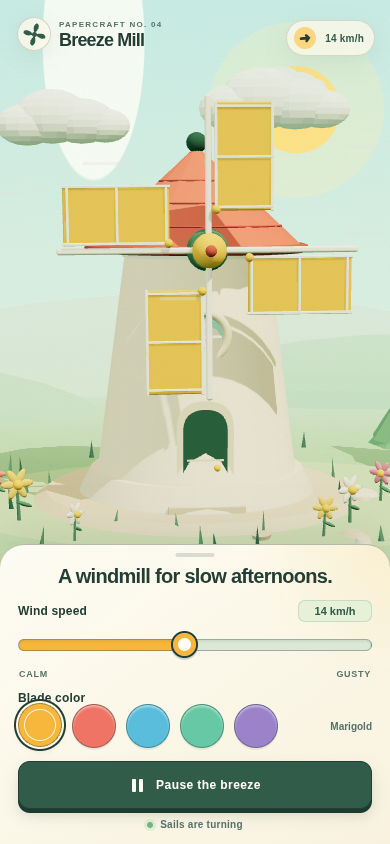 PAPERCRAFT NO. 04
Breeze Mill
14 km/h
A windmill for slow afternoons.
Wind speed
14 km/h
CALM
GUSTY
Blade color
Marigold
Pause the breeze
Sails are turning